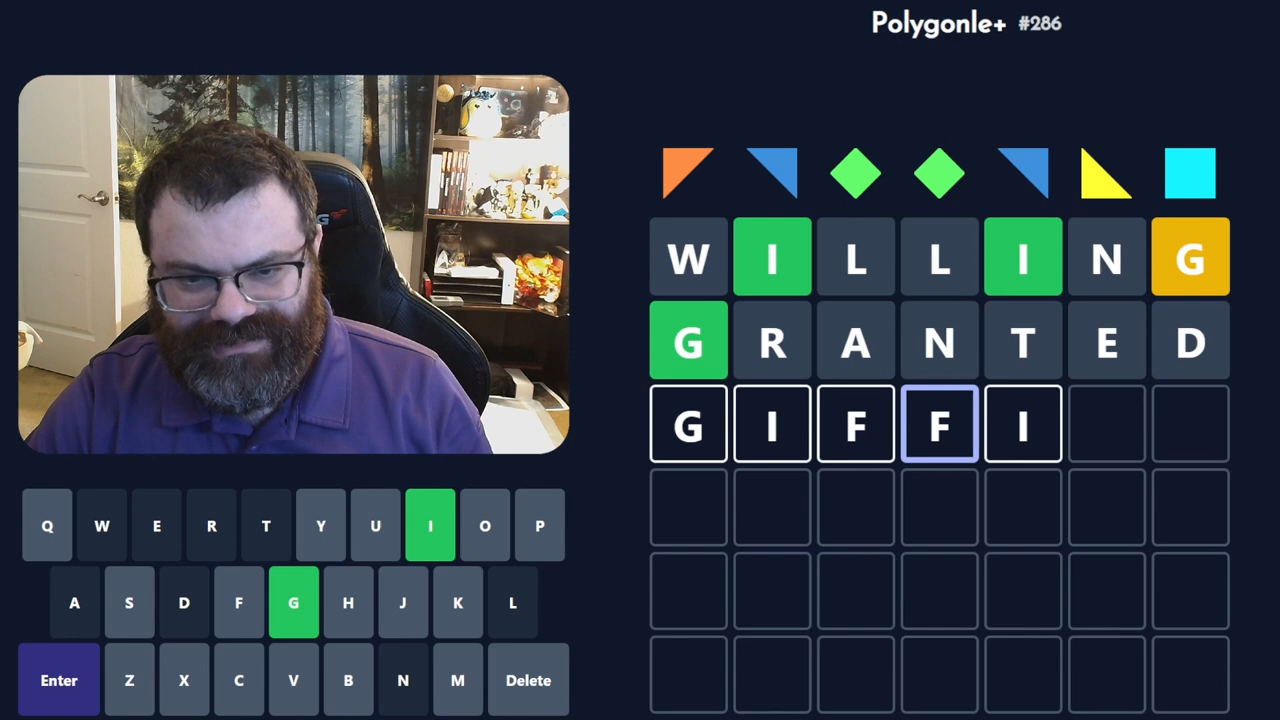 Polygonle+ #286
W I L L I N G
G R A N T E D
G I F F I
Q W E R T Y U I O P
A S D F G H J K L
Enter Z X C V B N M Delete
G